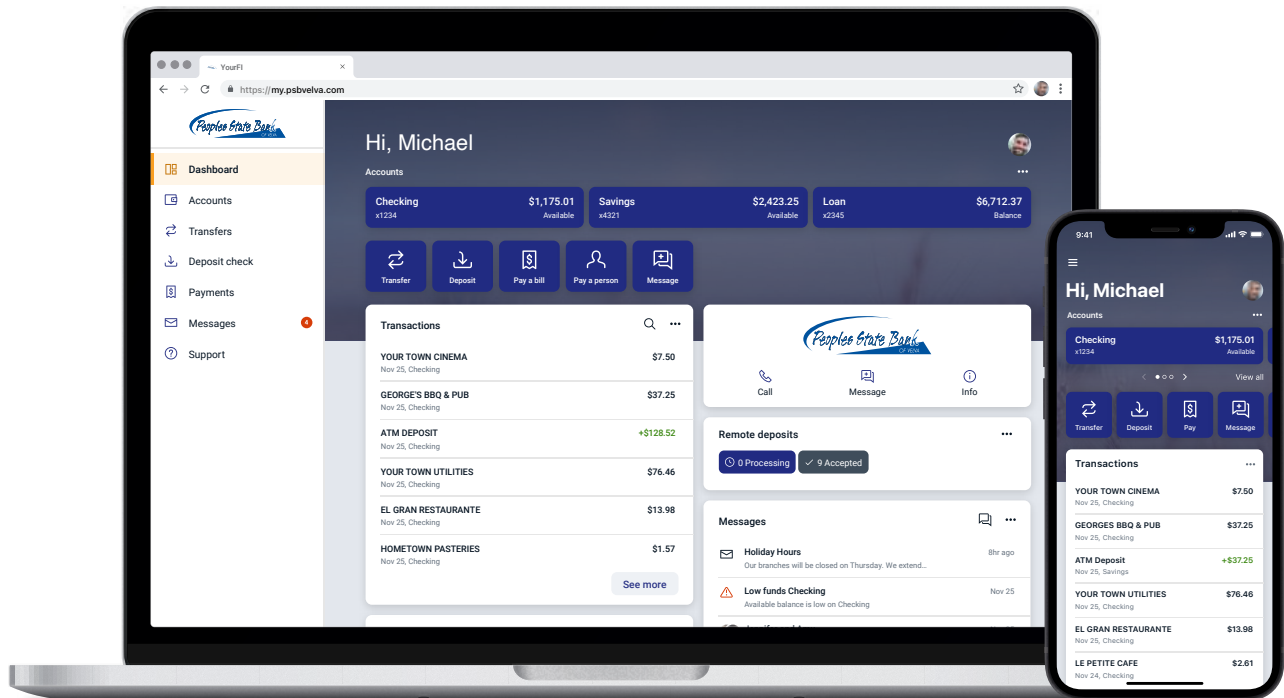 YourFI
https://my.psbvelva.com
Peoples State Bank
OF VELVA
Dashboard
Accounts
Transfers
Deposit check
Payments
Messages
4
Support
Hi, Michael
Accounts
Checking $1,175.01
x1234 Available
Savings $2,423.25
x4321 Available
Loan $6,712.37
x2345 Balance
Transfer
Deposit
Pay a bill
Pay a person
Message
Transactions
YOUR TOWN CINEMA $7.50
Nov 25, Checking
GEORGE'S BBQ & PUB $37.25
Nov 25, Checking
ATM DEPOSIT +$128.52
Nov 25, Checking
YOUR TOWN UTILITIES $76.46
Nov 25, Checking
EL GRAN RESTAURANTE $13.98
Nov 25, Checking
HOMETOWN PASTERIES $1.57
Nov 25, Checking
See more
Peoples State Bank
OF VELVA
Call
Message
Info
Remote deposits
0 Processing
9 Accepted
Messages
Holiday Hours 8hr ago
Our branches will be closed on Thursday. We extend...
Low funds Checking Nov 25
Available balance is low on Checking
9:41
Hi, Michael
Accounts
Checking $1,175.01
x1234 Available
View all
Transfer
Deposit
Pay
Message
Transactions
YOUR TOWN CINEMA $7.50
Nov 25, Checking
GEORGES BBQ & PUB $37.25
Nov 25, Checking
ATM Deposit +$37.25
Nov 25, Savings
YOUR TOWN UTILITIES $76.46
Nov 25, Checking
EL GRAN RESTAURANTE $13.98
Nov 25, Checking
LE PETITE CAFE $2.61
Nov 24, Checking